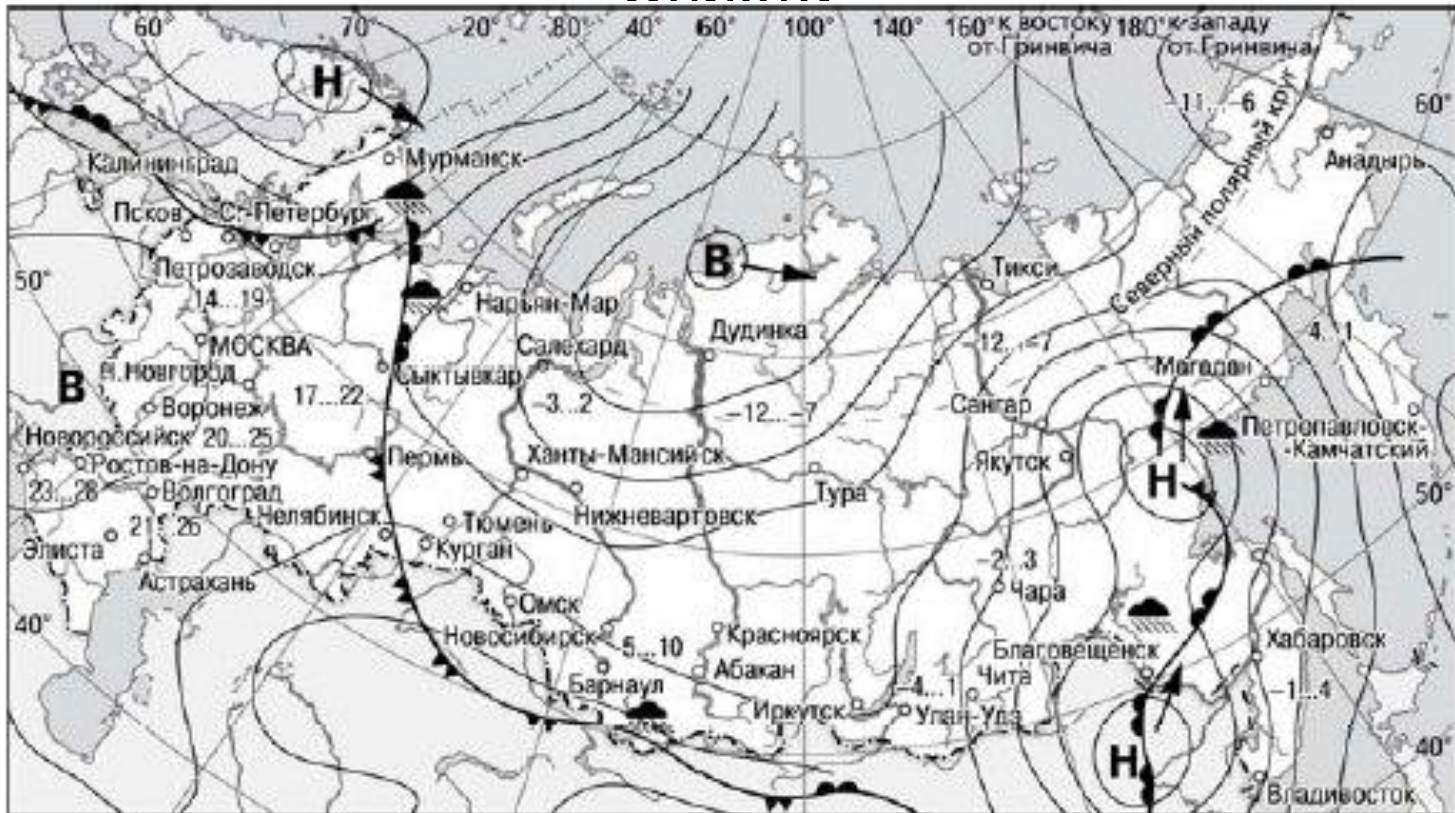 60°
70°
20°
80°
40°
60°
100°
140°
160°
к востоку
от Гринвича
180°
к западу
от Гринвича
60°
Н
-11...-6
Северный полярный круг
Анадырь
Мурманск
Калининград
Псков
С.-Петербург
50°
Петрозаводск
14...19
Нарьян-Мар
В
Тикси
МОСКВА
Н.Новгород
Сыктывкар
Салехард
Дудинка
-12...-7
Магадан
-4...1
В
Воронеж
17...22
-3...2
-12...-7
Сангар
Новороссийск
20...25
Петропавловск-
-Камчатский
Ростов-на-Дону
Пермь
Ханты-Мансийск
Якутск
Н
23...28
Волгоград
Тура
50°
21...26
Челябинск
Тюмень
Нижневартовск
Элиста
Курган
Астрахань
-2...3
Чара
40°
Омск
Новосибирск
5...10
Красноярск
Абакан
Благовещенск
Хабаровск
Барнаул
Иркутск
-4...1
Чита
Улан-Удэ
-1...4
40°
Н
Владивосток